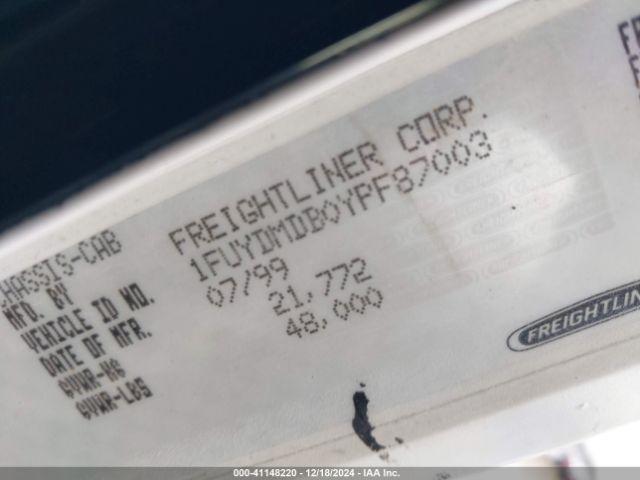 CHASSIS-CAB
MFD. BY FREIGHTLINER CORP.
VEHICLE ID NO. 1FUYDMDB0YPF87003
DATE OF MFR. 07/99
GVWR-KG 21,772
GVWR-LBS 48,000
FREIGHTLIN
000-41148220 | 12/18/2024 - IAA Inc.